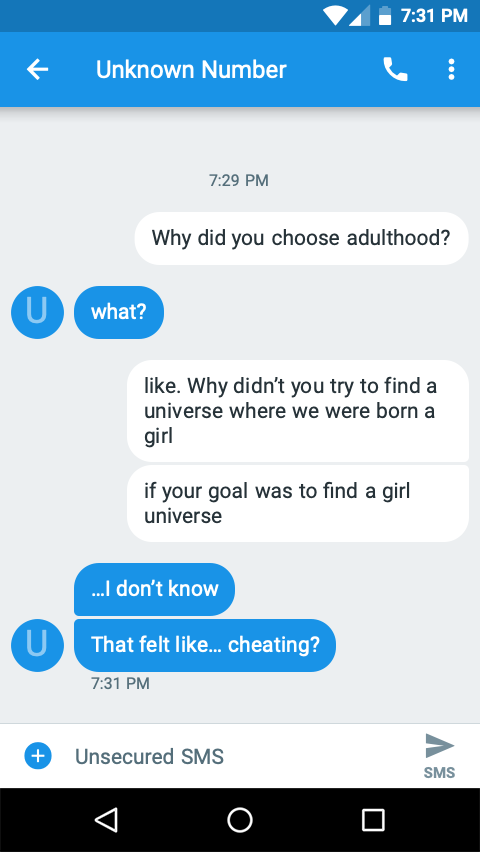 7:31 PM
Unknown Number
7:29 PM
Why did you choose adulthood?
U
what?
like. Why didn’t you try to find a
universe where we were born a
girl
if your goal was to find a girl
universe
…I don’t know
U
That felt like… cheating?
7:31 PM
Unsecured SMS
SMS